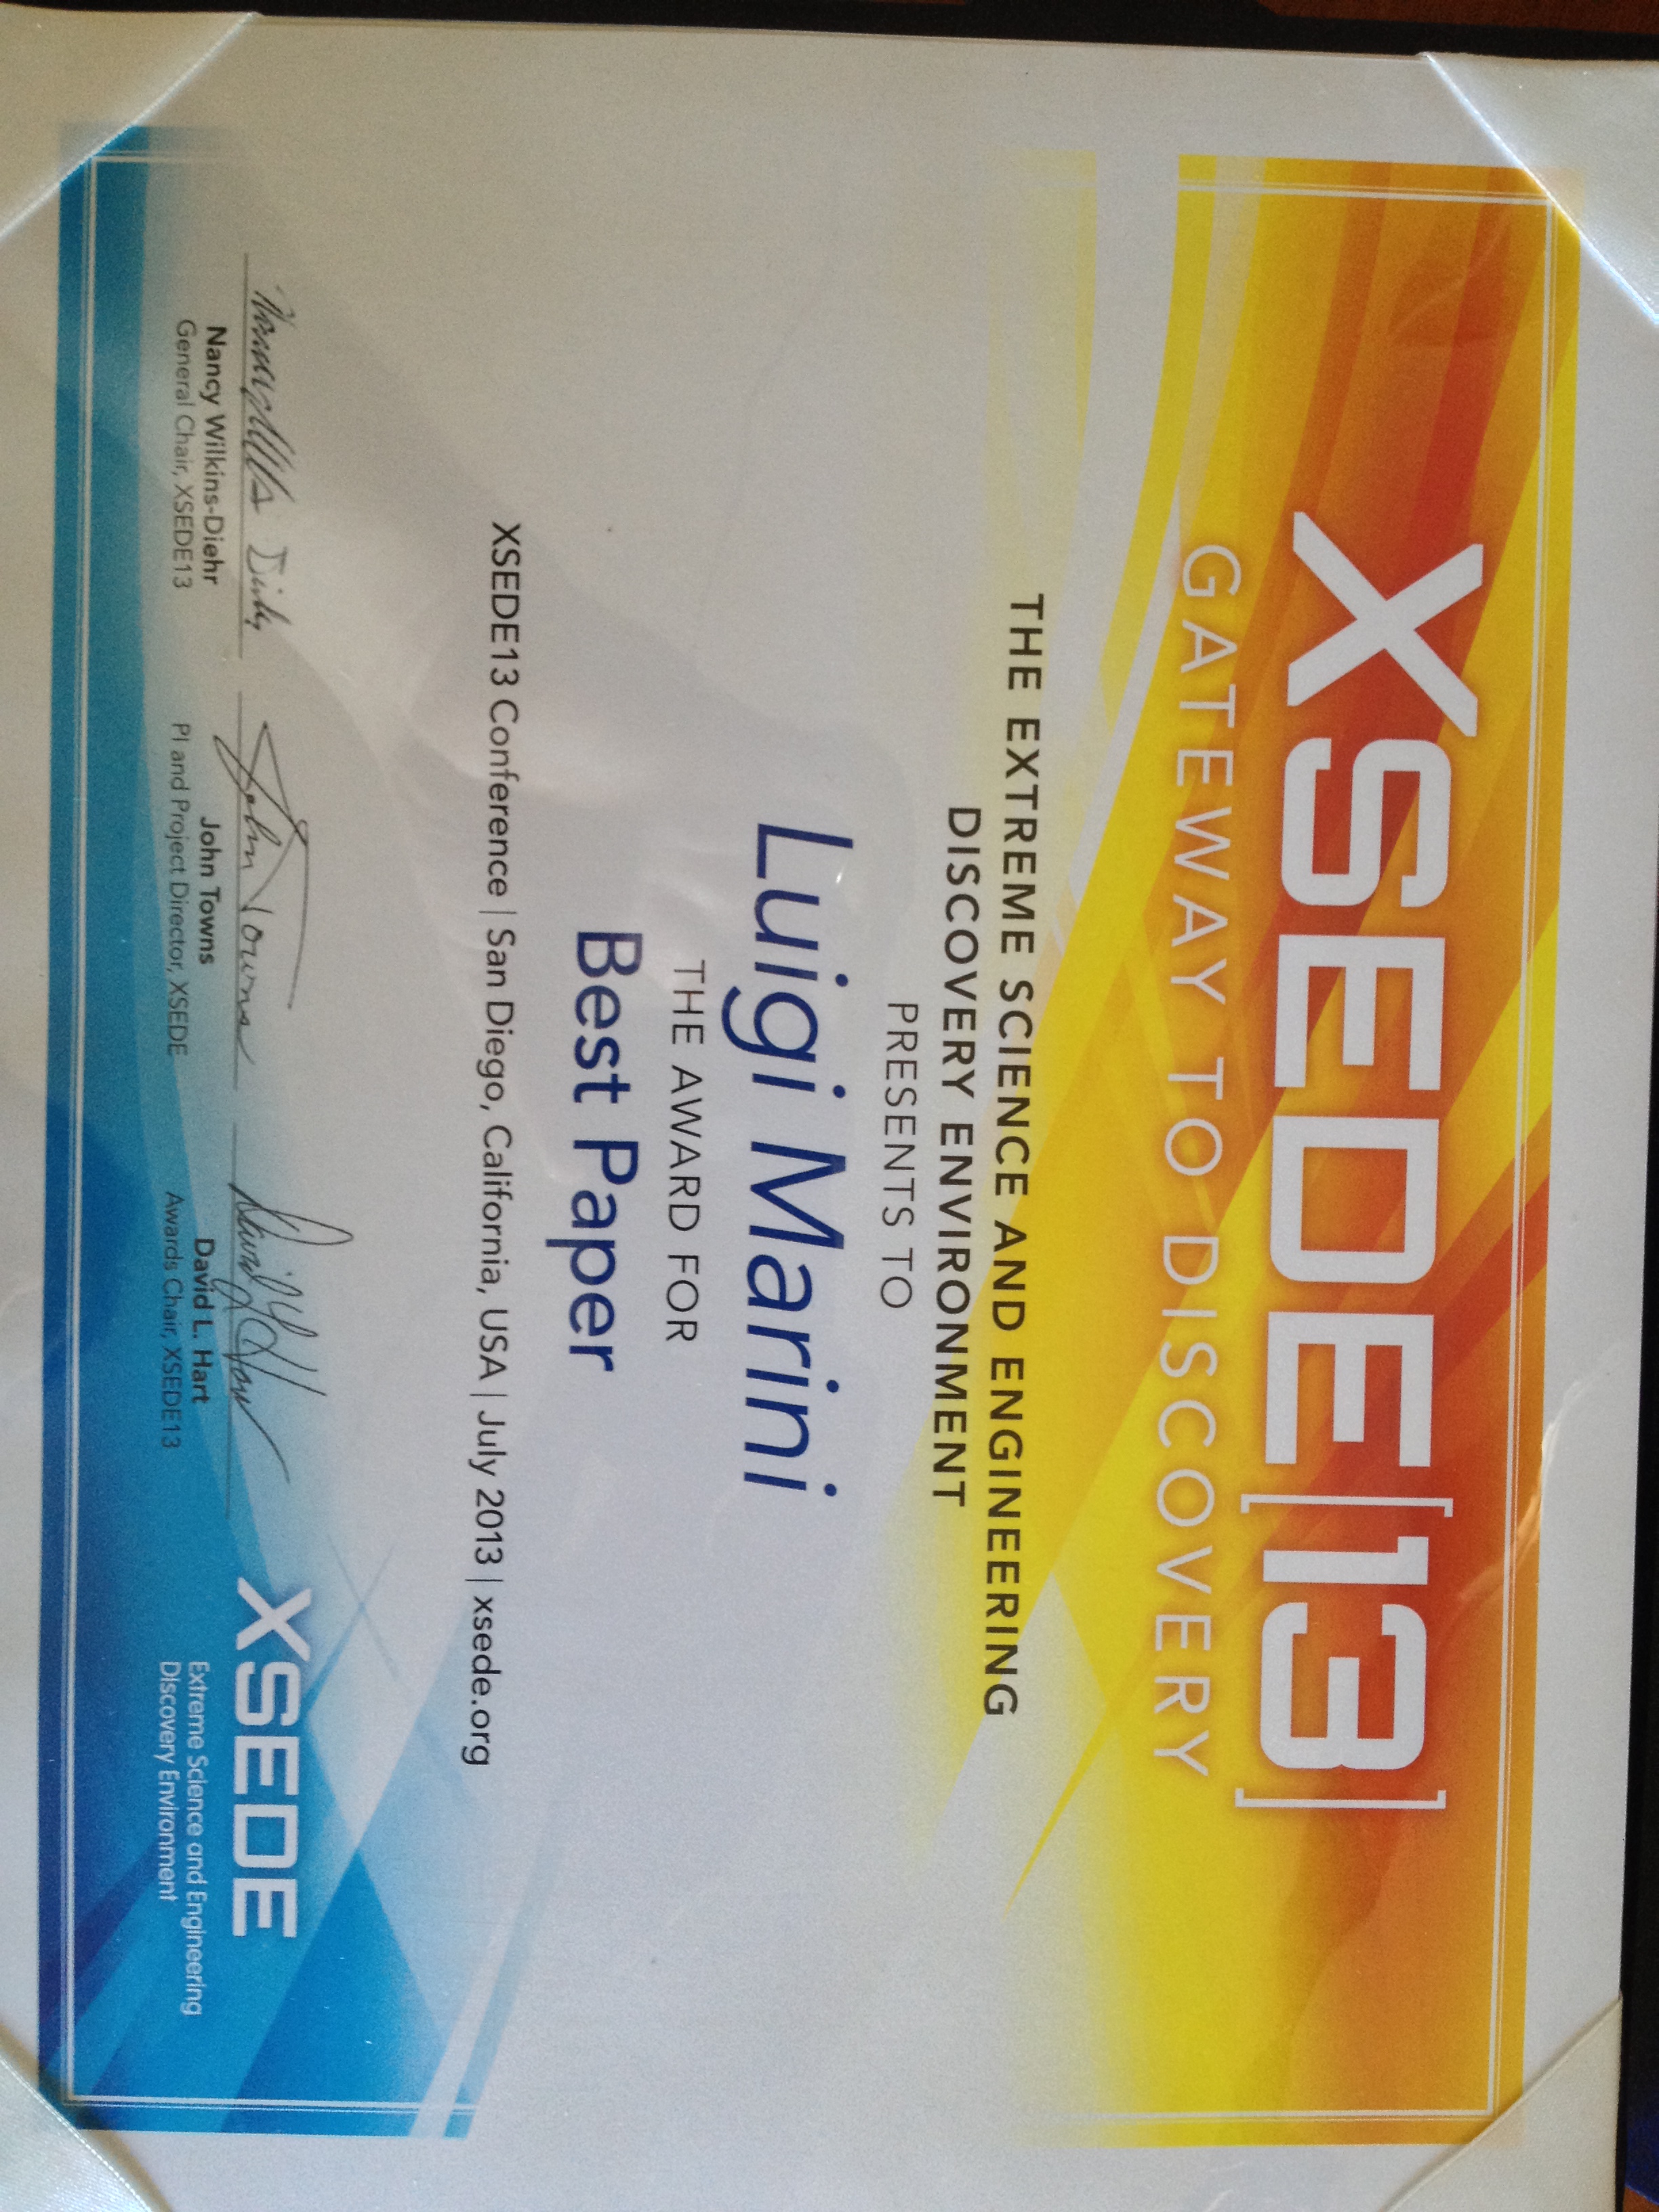 XSEDE[13]
GATEWAY TO DISCOVERY
THE EXTREME SCIENCE AND ENGINEERING
DISCOVERY ENVIRONMENT
PRESENTS TO
Luigi Marini
THE AWARD FOR
Best Paper
XSEDE13 Conference | San Diego, California, USA | July 2013 | xsede.org
Nancy Wilkins-Diehr
General Chair, XSEDE13
John Towns
John Towns
PI and Project Director, XSEDE
David L. Hart
Awards Chair, XSEDE13
XSEDE
Extreme Science and Engineering
Discovery Environment